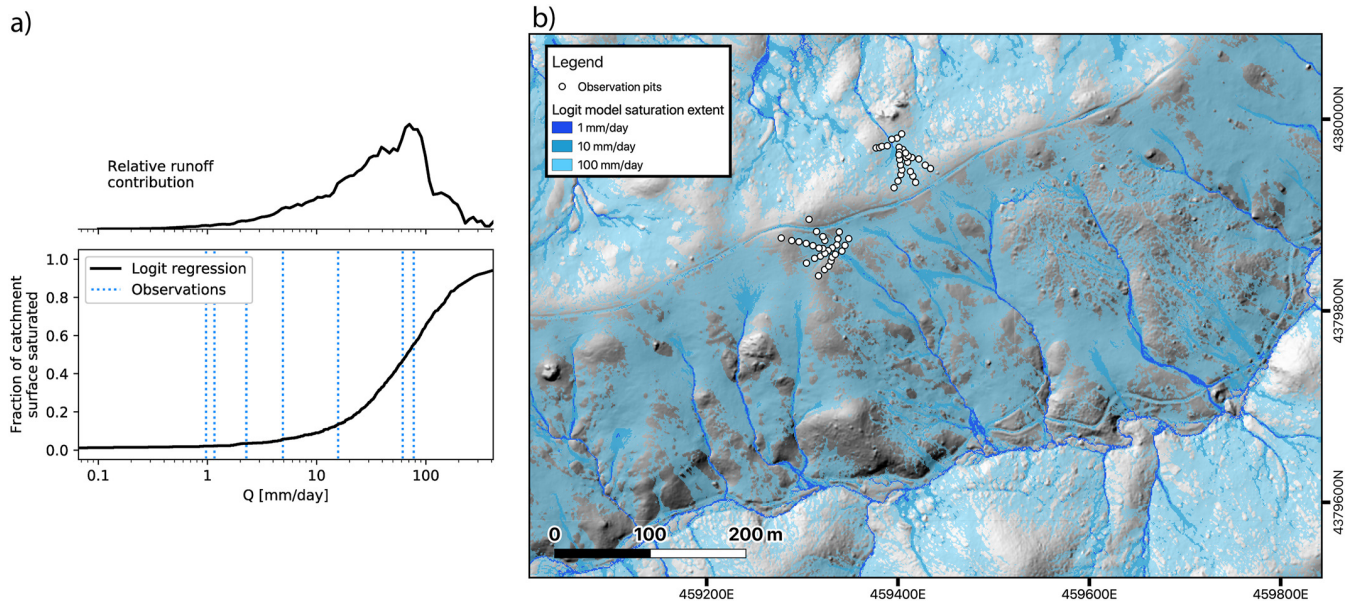 a)
Relative runoff
contribution
Fraction of catchment
surface saturated
1.0
0.8
0.6
0.4
0.2
0.0
Logit regression
Observations
0.1
1
10
100
Q [mm/day]
b)
Legend
Observation pits
Logit model saturation extent
1 mm/day
10 mm/day
100 mm/day
0
100
200 m
4380000N
4379800N
4379600N
459200E
459400E
459600E
459800E